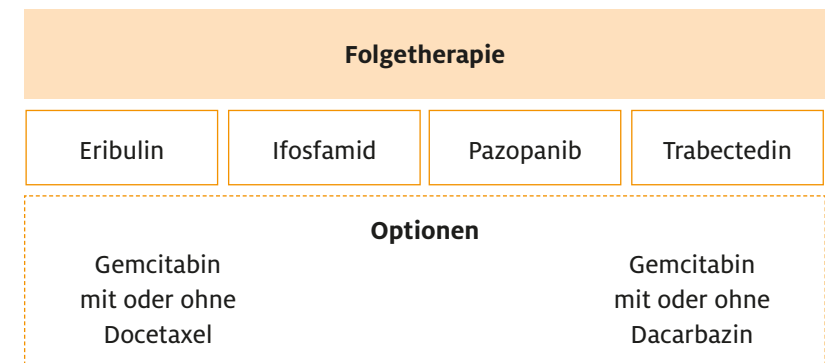 Folgetherapie
Eribulin
Ifosfamid
Pazopanib
Trabectedin
Optionen
Gemcitabin
mit oder ohne
Docetaxel
Gemcitabin
mit oder ohne
Dacarbazin